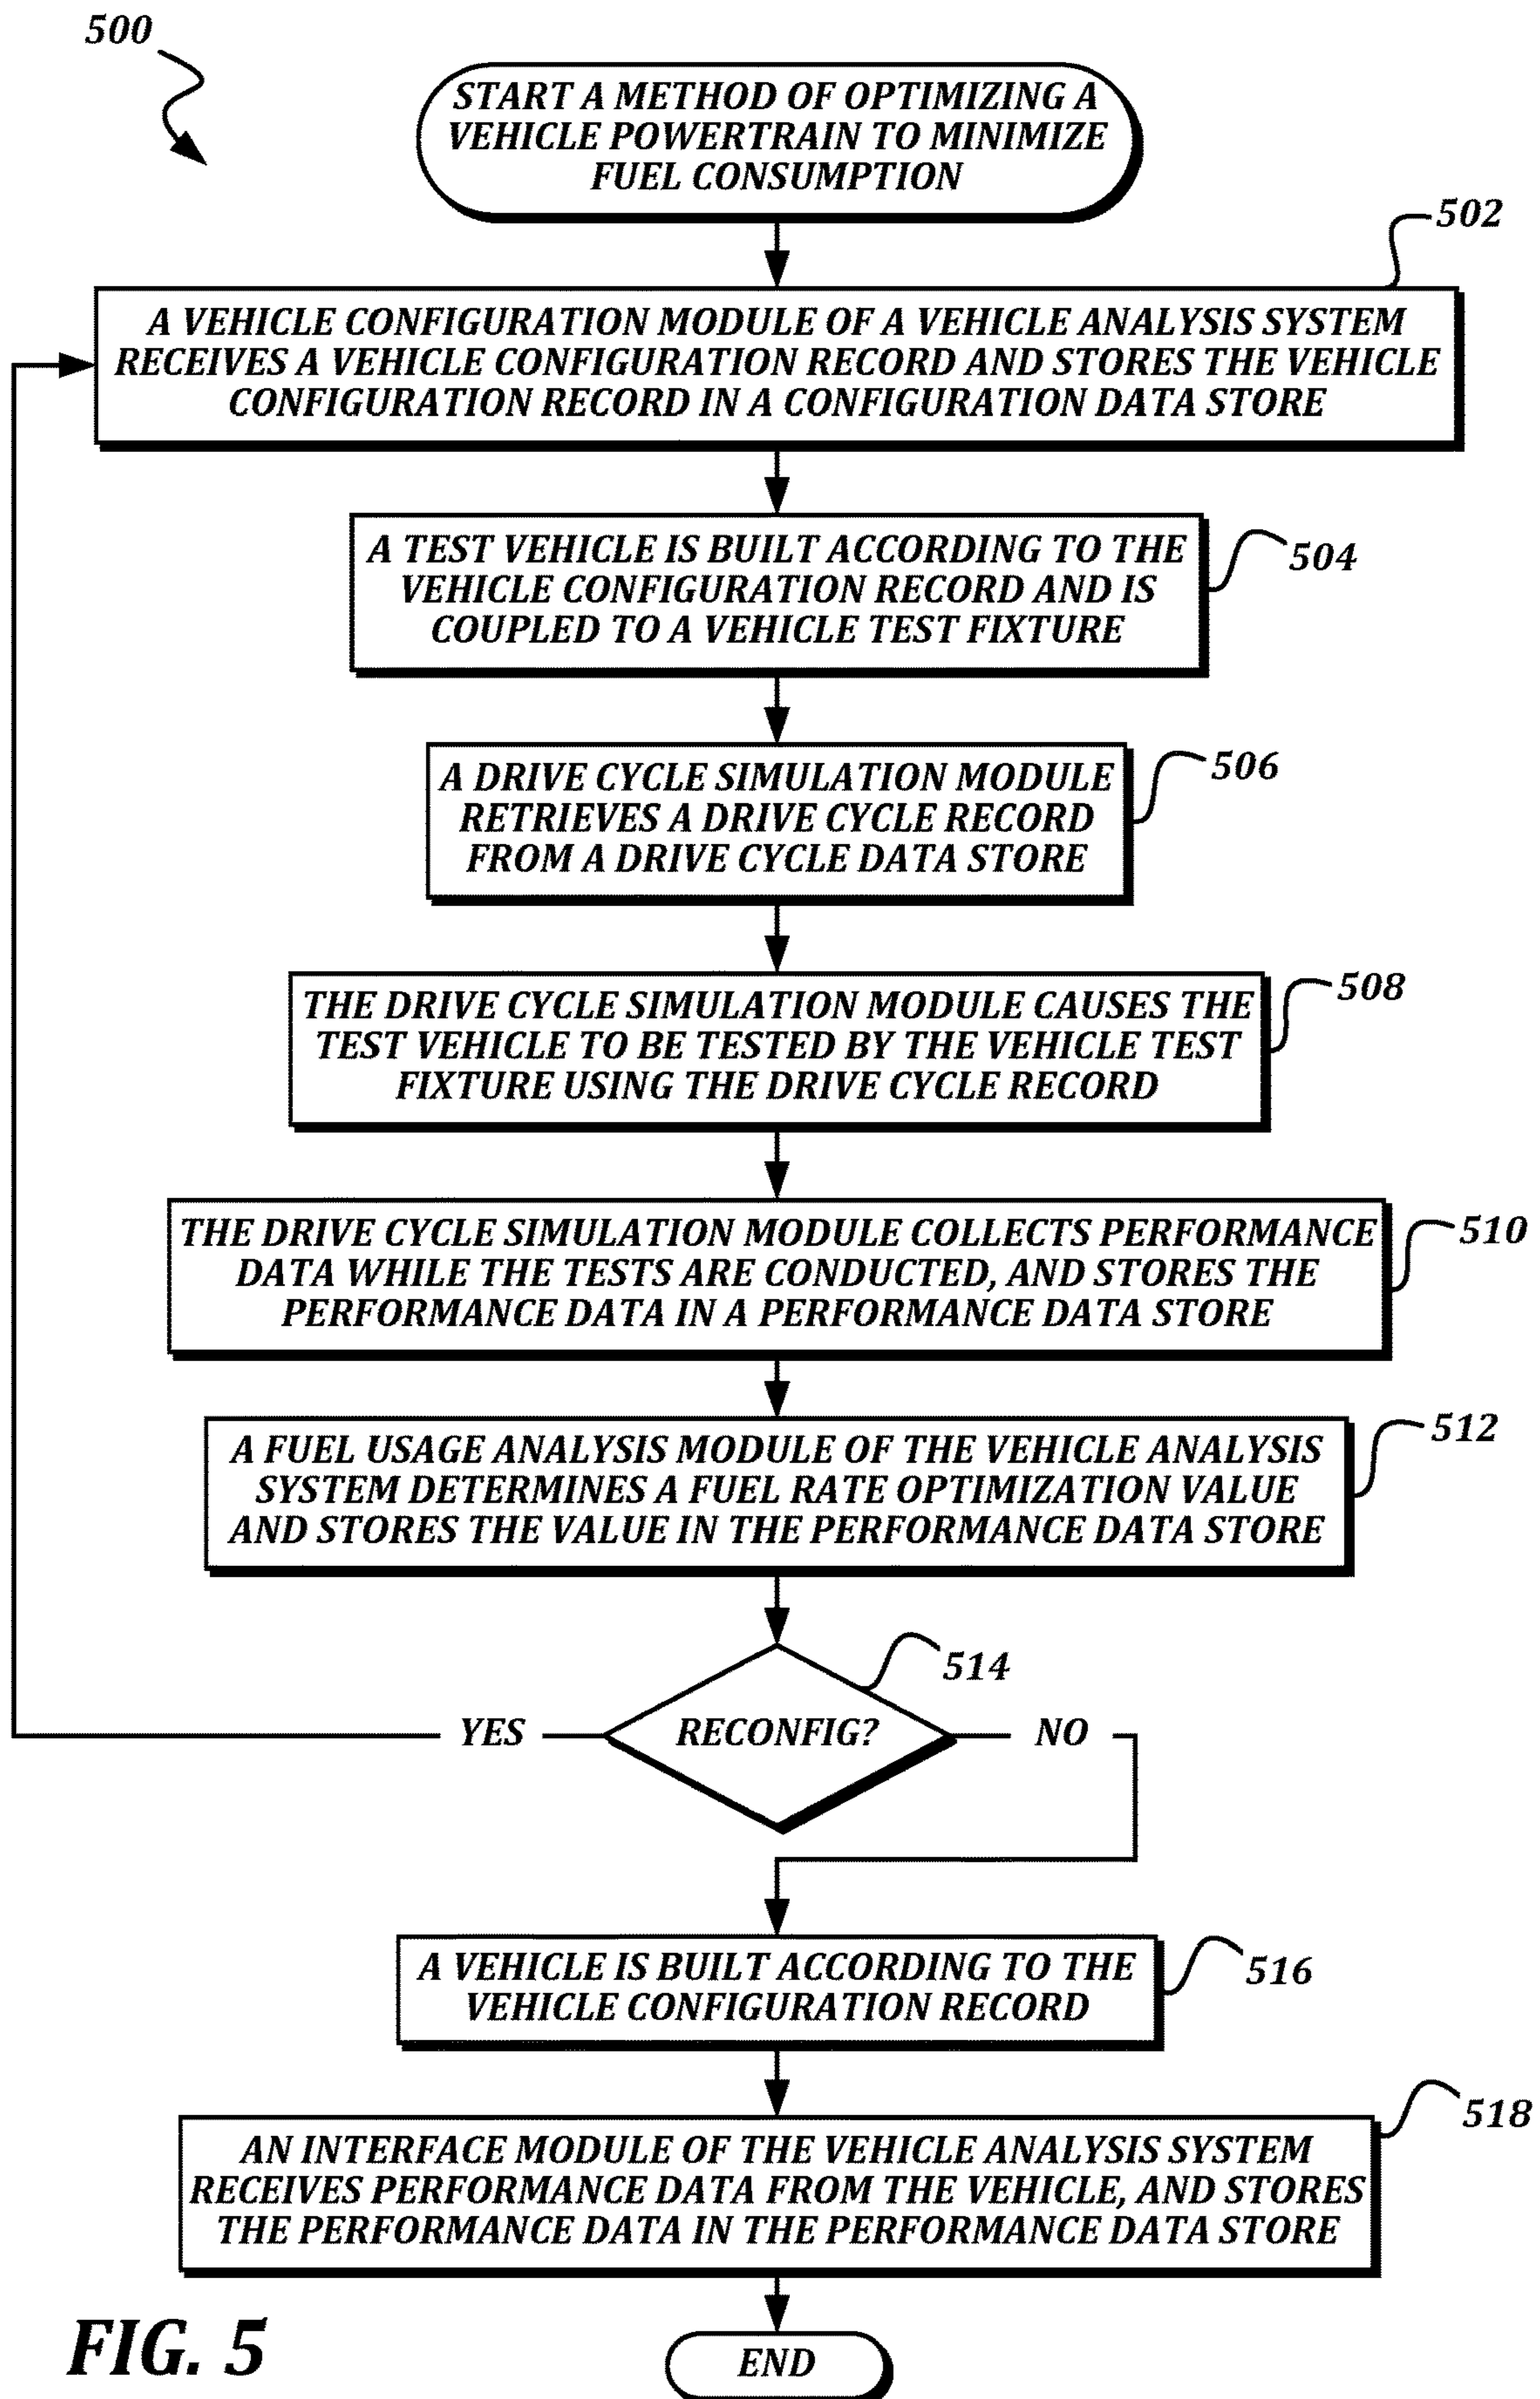 500
START A METHOD OF OPTIMIZING A
VEHICLE POWERTRAIN TO MINIMIZE
FUEL CONSUMPTION
502
A VEHICLE CONFIGURATION MODULE OF A VEHICLE ANALYSIS SYSTEM
RECEIVES A VEHICLE CONFIGURATION RECORD AND STORES THE VEHICLE
CONFIGURATION RECORD IN A CONFIGURATION DATA STORE
A TEST VEHICLE IS BUILT ACCORDING TO THE
VEHICLE CONFIGURATION RECORD AND IS
COUPLED TO A VEHICLE TEST FIXTURE
504
A DRIVE CYCLE SIMULATION MODULE
RETRIEVES A DRIVE CYCLE RECORD
FROM A DRIVE CYCLE DATA STORE
506
THE DRIVE CYCLE SIMULATION MODULE CAUSES THE
TEST VEHICLE TO BE TESTED BY THE VEHICLE TEST
FIXTURE USING THE DRIVE CYCLE RECORD
508
THE DRIVE CYCLE SIMULATION MODULE COLLECTS PERFORMANCE
DATA WHILE THE TESTS ARE CONDUCTED, AND STORES THE
PERFORMANCE DATA IN A PERFORMANCE DATA STORE
510
A FUEL USAGE ANALYSIS MODULE OF THE VEHICLE ANALYSIS
SYSTEM DETERMINES A FUEL RATE OPTIMIZATION VALUE
AND STORES THE VALUE IN THE PERFORMANCE DATA STORE
512
514
YES
RECONFIG?
NO
A VEHICLE IS BUILT ACCORDING TO THE
VEHICLE CONFIGURATION RECORD
516
AN INTERFACE MODULE OF THE VEHICLE ANALYSIS SYSTEM
RECEIVES PERFORMANCE DATA FROM THE VEHICLE, AND STORES
THE PERFORMANCE DATA IN THE PERFORMANCE DATA STORE
518
END
FIG. 5